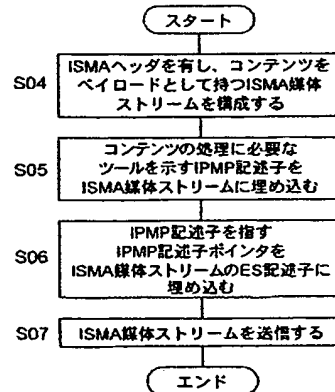 スタート
S04
ISMAヘッダを有し、コンテンツを
ペイロードとして持つISMA媒体
ストリームを構成する
S05
コンテンツの処理に必要な
ツールを示すIPMP記述子を
ISMA媒体ストリームに埋め込む
S06
IPMP記述子を指す
IPMP記述子ポインタを
ISMA媒体ストリームのES記述子に
埋め込む
S07
ISMA媒体ストリームを送信する
エンド